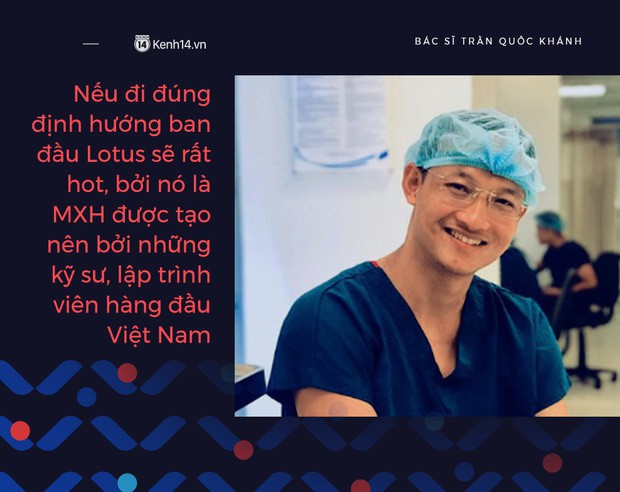 14 Kenh14.vn
BÁC SĨ TRẦN QUỐC KHÁNH
Nếu đi đúng
định hướng ban
đầu Lotus sẽ rất
hot, bởi nó là
MXH được tạo
nên bởi những
kỹ sư, lập trình
viên hàng đầu
Việt Nam